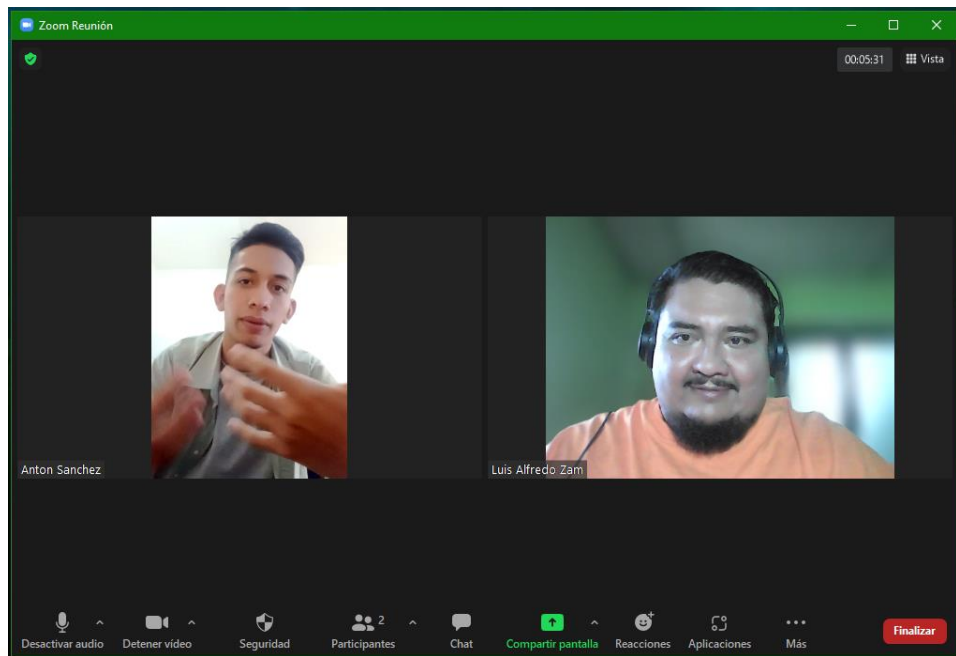 Zoom Reunión
00:05:31 Vista
Anton Sanchez
Luis Alfredo Zam
2
Desactivar audio Detener vídeo Seguridad Participantes Chat Compartir pantalla Reacciones Aplicaciones Más Finalizar